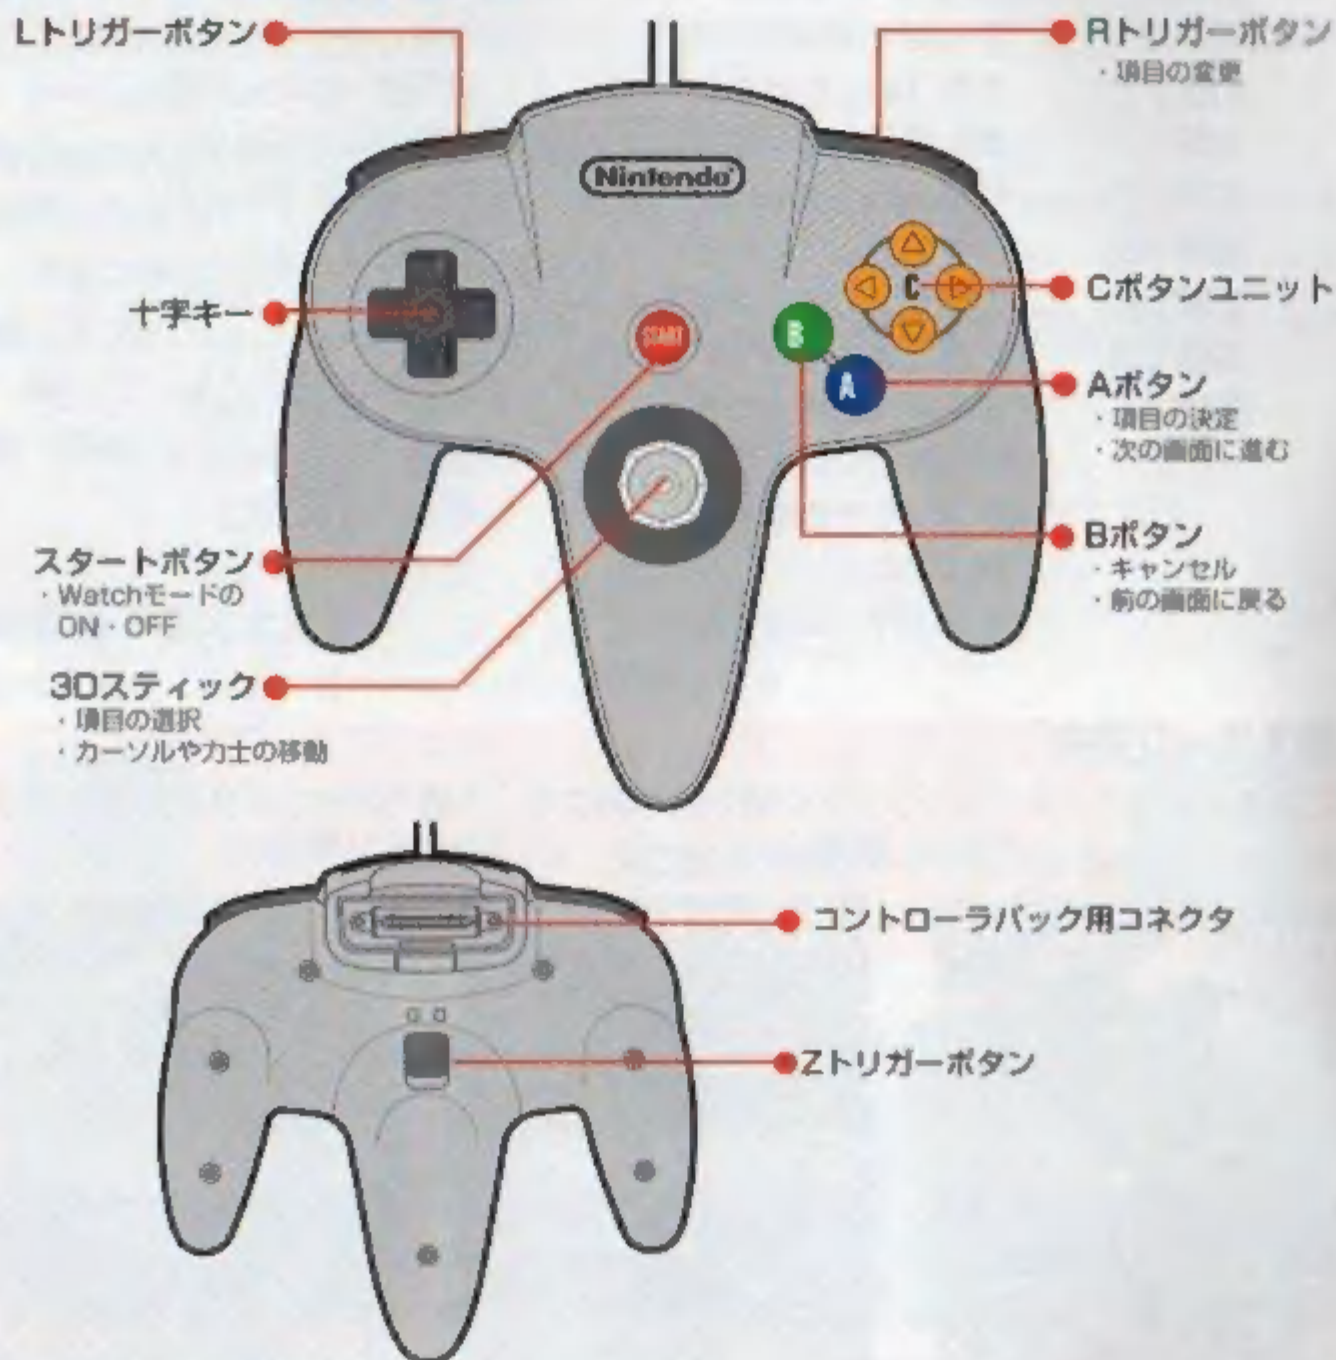 Lトリガーボタン
Rトリガーボタン
・項目の変更
Nintendo
十字キー
START
C
B
A
Cボタンユニット
Aボタン
・項目の決定
・次の画面に進む
Bボタン
・キャンセル
・前の画面に戻る
スタートボタン
・Watchモードの
ON・OFF
3Dスティック
・項目の選択
・カーソルや力士の移動
コントローラパック用コネクタ
Zトリガーボタン